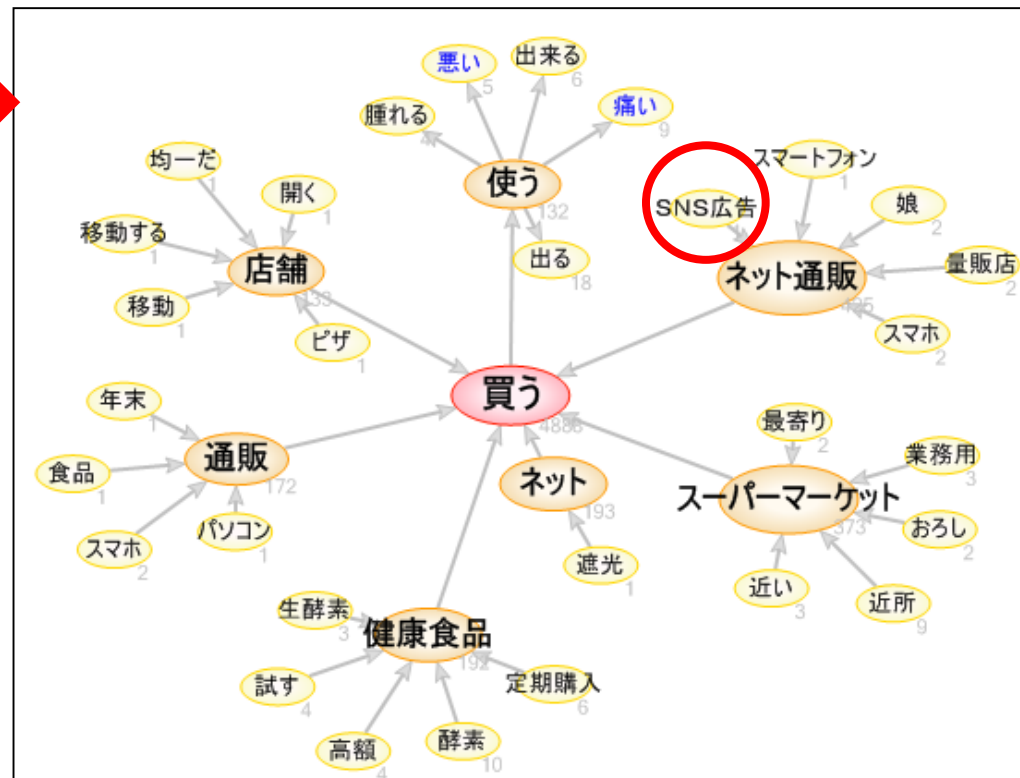 悪い
5
出来る
6
痛い
9
腫れる
使う
132
出る
18
均一だ
1
開く
1
移動する
1
店舗
133
移動
1
ピザ
1
SNS広告
スマートフォン
1
娘
2
ネット通販
量販店
2
スマホ
2
買う
4888
年末
1
食品
1
通販
172
スマホ
2
パソコン
1
ネット
193
遮光
1
最寄り
2
業務用
3
スーパーマーケット
373
おろし
2
近い
3
近所
9
生酵素
3
健康食品
192
試す
4
定期購入
6
高額
4
酵素
10